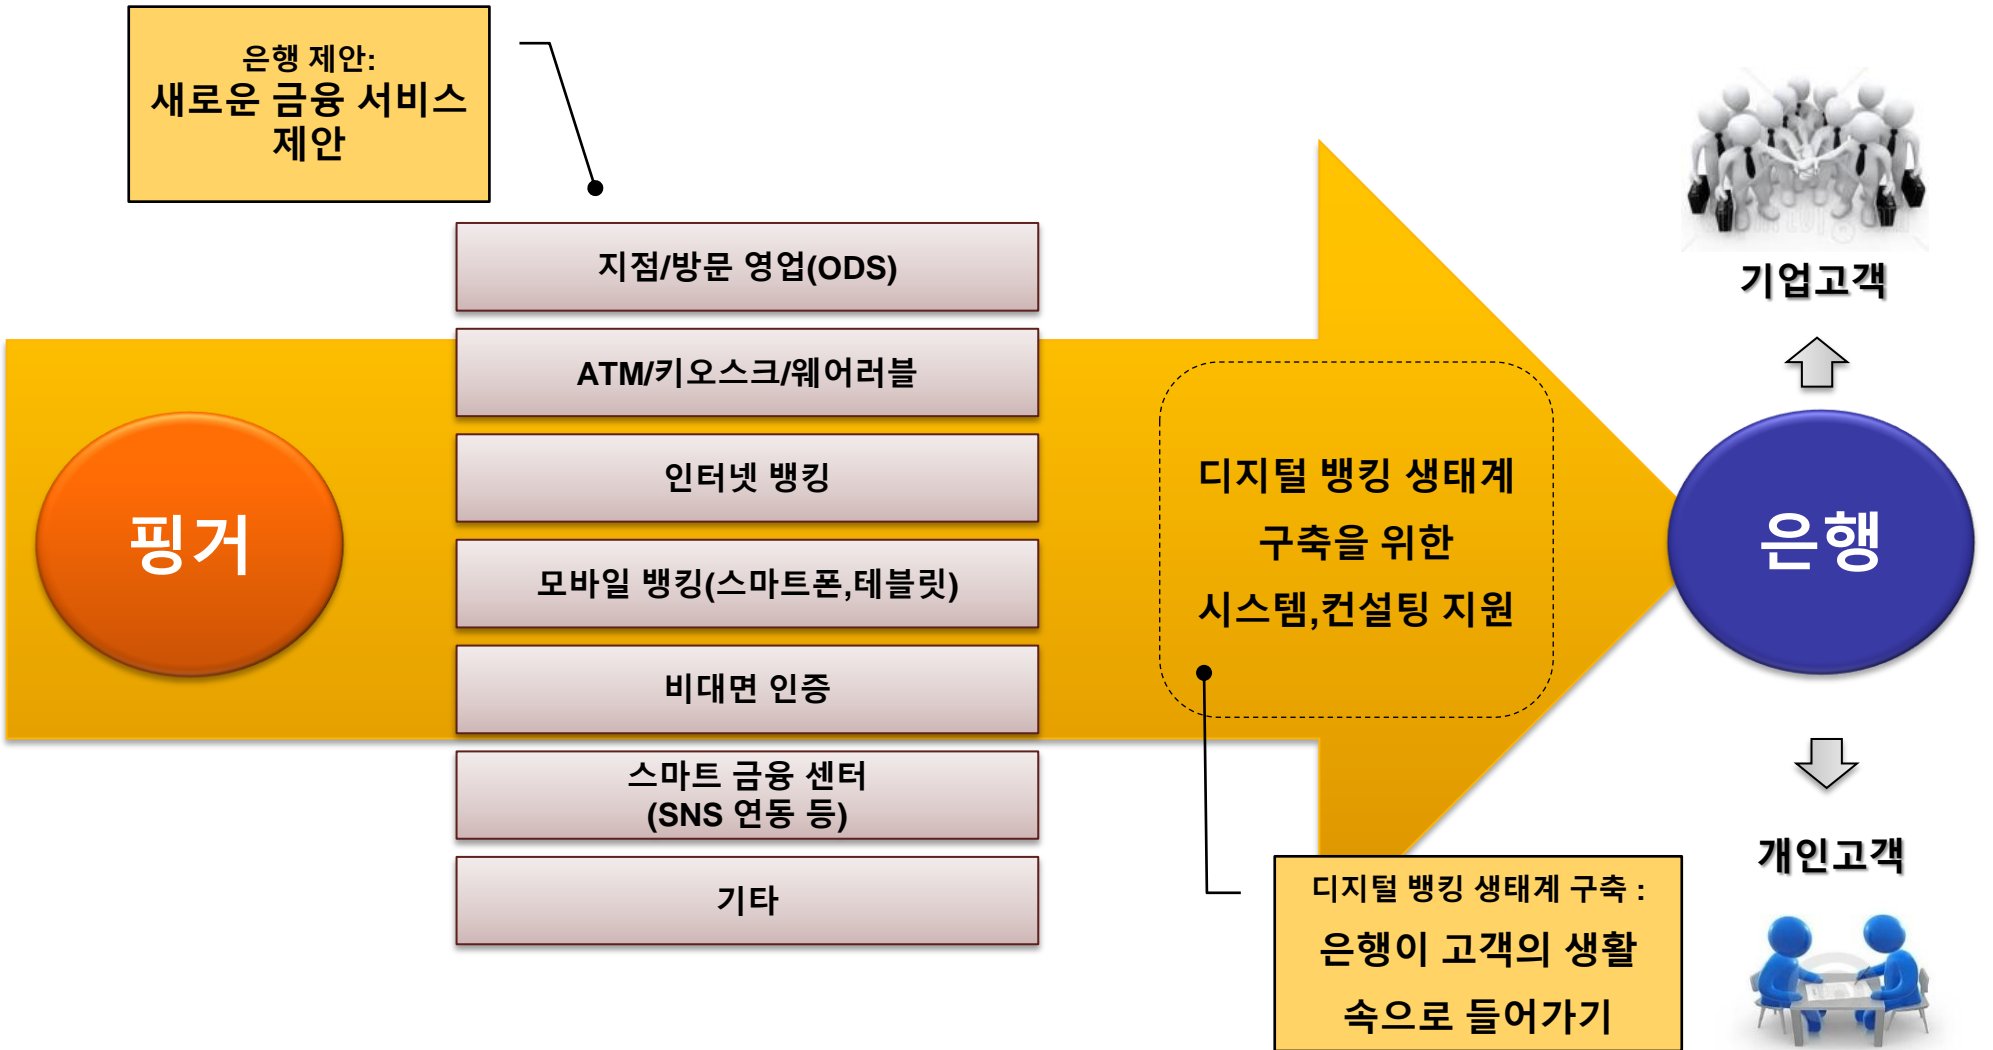 은행 제안:
새로운 금융 서비스
제안
지점/방문 영업(ODS)
ATM/키오스크/웨어러블
인터넷 뱅킹
모바일 뱅킹(스마트폰,테블릿)
비대면 인증
스마트 금융 센터
(SNS 연동 등)
기타
핑거
디지털 뱅킹 생태계
구축을 위한
시스템,컨설팅 지원
디지털 뱅킹 생태계 구축 :
은행이 고객의 생활
속으로 들어가기
기업고객
은행
개인고객